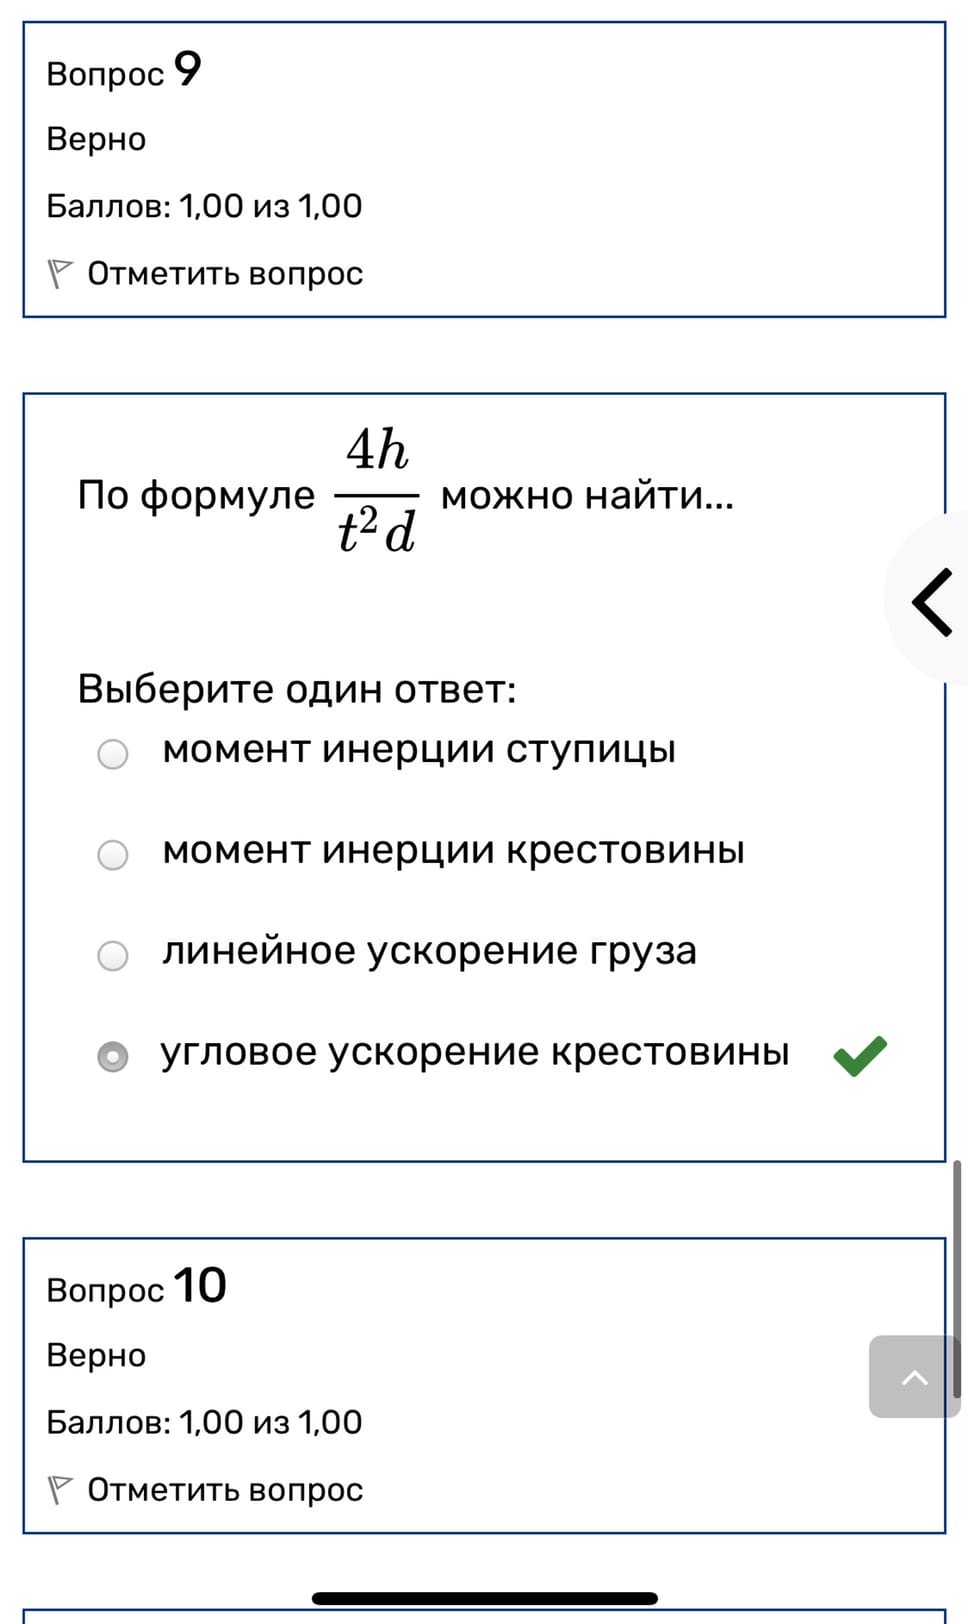 Вопрос 9
Верно
Баллов: 1,00 из 1,00
Отметить вопрос
По формуле \frac{4h}{t^2 d} можно найти...
Выберите один ответ:
момент инерции ступицы
момент инерции крестовины
линейное ускорение груза
угловое ускорение крестовины
Вопрос 10
Верно
Баллов: 1,00 из 1,00
Отметить вопрос